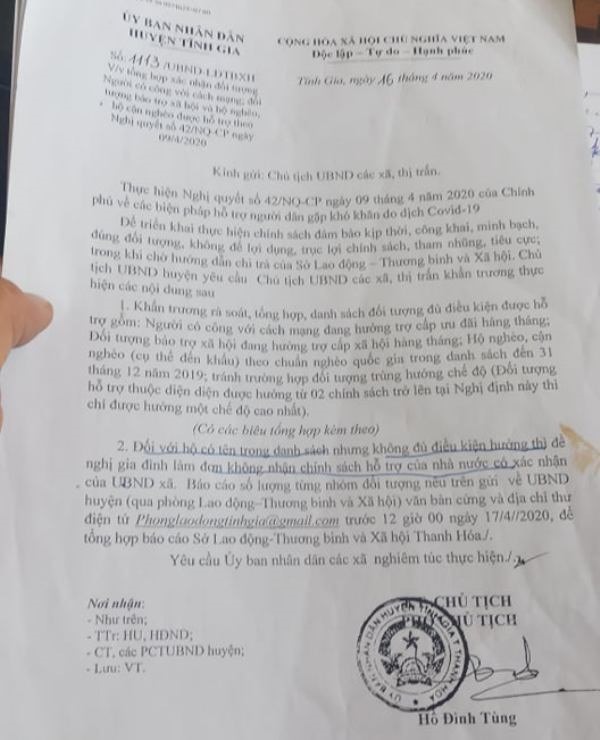 ỦY BAN NHÂN DÂN
HUYỆN TĨNH GIA
CỘNG HÒA XÃ HỘI CHỦ NGHĨA VIỆT NAM
Độc lập – Tự do – Hạnh phúc
Số: 1113/UBND-LĐTBXH
V/v tổng hợp xác nhận đối tượng
Người có công với cách mạng; đối
tượng bảo trợ xã hội và hộ nghèo,
hộ cận nghèo được hỗ trợ theo
Nghị quyết số 42/NQ-CP ngày
09/4/2020
Tĩnh Gia, ngày 16 tháng 4 năm 2020
Kính gửi: Chủ tịch UBND các xã, thị trấn.
Thực hiện Nghị quyết số 42/NQ-CP ngày 09 tháng 4 năm 2020 của Chính
phủ về các biện pháp hỗ trợ người dân gặp khó khăn do dịch Covid-19
Để triển khai thực hiện chính sách đảm bảo kịp thời, công khai, minh bạch,
đúng đối tượng, không để lợi dụng, trục lợi chính sách, tham nhũng, tiêu cực;
trong khi chờ hướng dẫn chi trả của Sở Lao động – Thương binh và Xã hội. Chủ
tịch UBND huyện yêu cầu Chủ tịch UBND các xã, thị trấn khẩn trương thực
hiện các nội dung sau
1. Khẩn trương rà soát, tổng hợp, danh sách đối tượng đủ điều kiện được hỗ
trợ gồm: Người có công với cách mạng đang hưởng trợ cấp ưu đãi hàng tháng;
Đối tượng bảo trợ xã hội đang hưởng trợ cấp xã hội hàng tháng; Hộ nghèo, cận
nghèo (cụ thể đến khẩu) theo chuẩn nghèo quốc gia trong danh sách đến 31
tháng 12 năm 2019; tránh trường hợp đối tượng trùng hưởng chế độ (Đối tượng
hỗ trợ thuộc diện diện được hưởng từ 02 chính sách trở lên tại Nghị định này thì
chỉ được hưởng một chế độ cao nhất).
(Có các biểu tổng hợp kèm theo)
2. Đối với hộ có tên trong danh sách nhưng không đủ điều kiện hưởng thì đề
nghị gia đình làm đơn không nhận chính sách hỗ trợ của nhà nước có xác nhận
của UBND xã. Báo cáo số lượng từng nhóm đối tượng nêu trên gửi về UBND
huyện (qua phòng Lao động–Thương binh và Xã hội) văn bản cứng và địa chỉ thư
điện tử Phonglaodongtinhgia@gmail.com trước 12 giờ 00 ngày 17/4//2020, để
tổng hợp báo cáo Sở Lao động-Thương binh và Xã hội Thanh Hóa./.
Yêu cầu Ủy ban nhân dân các xã nghiêm túc thực hiện./.
Nơi nhận:
- Như trên;
- TTr: HU, HĐND;
- CT, các PCTUBND huyện;
- Lưu: VT.
CHỦ TỊCH
PHÓ CHỦ TỊCH
ỦY BAN NHÂN DÂN HUYỆN TĨNH GIA T THANH HÓA
Hồ Đình Tùng